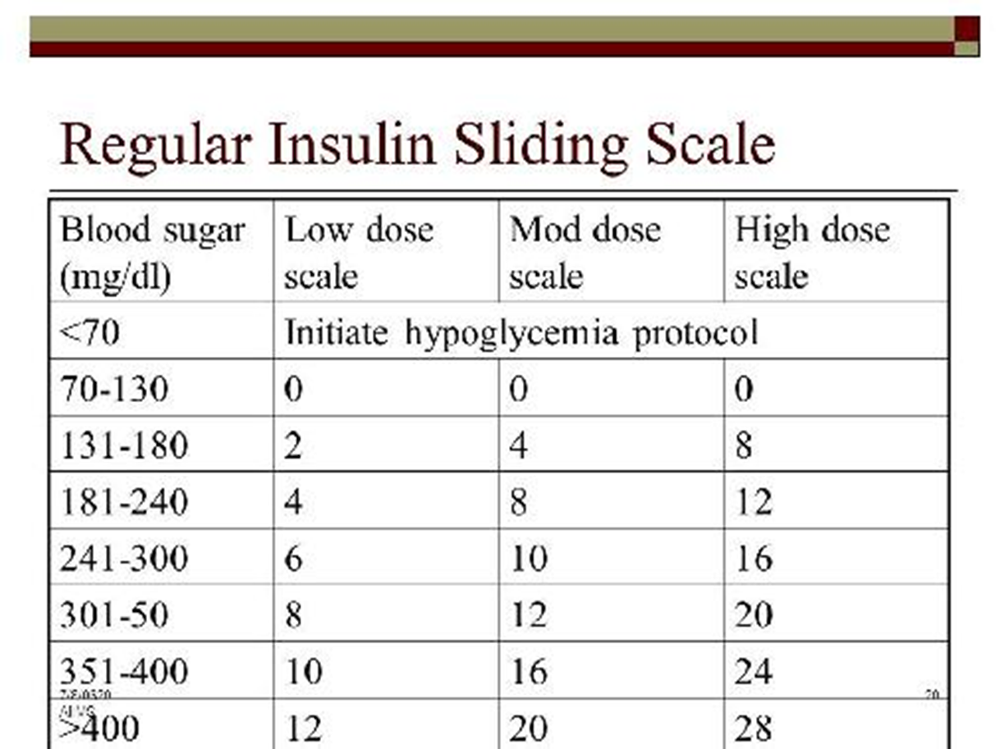 Regular Insulin Sliding Scale
Blood sugar (mg/dl) Low dose scale Mod dose scale High dose scale
<70 Initiate hypoglycemia protocol
70-130 0 0 0
131-180 2 4 8
181-240 4 8 12
241-300 6 10 16
301-50 8 12 20
351-400 10 16 24
20
>400 12 20 28